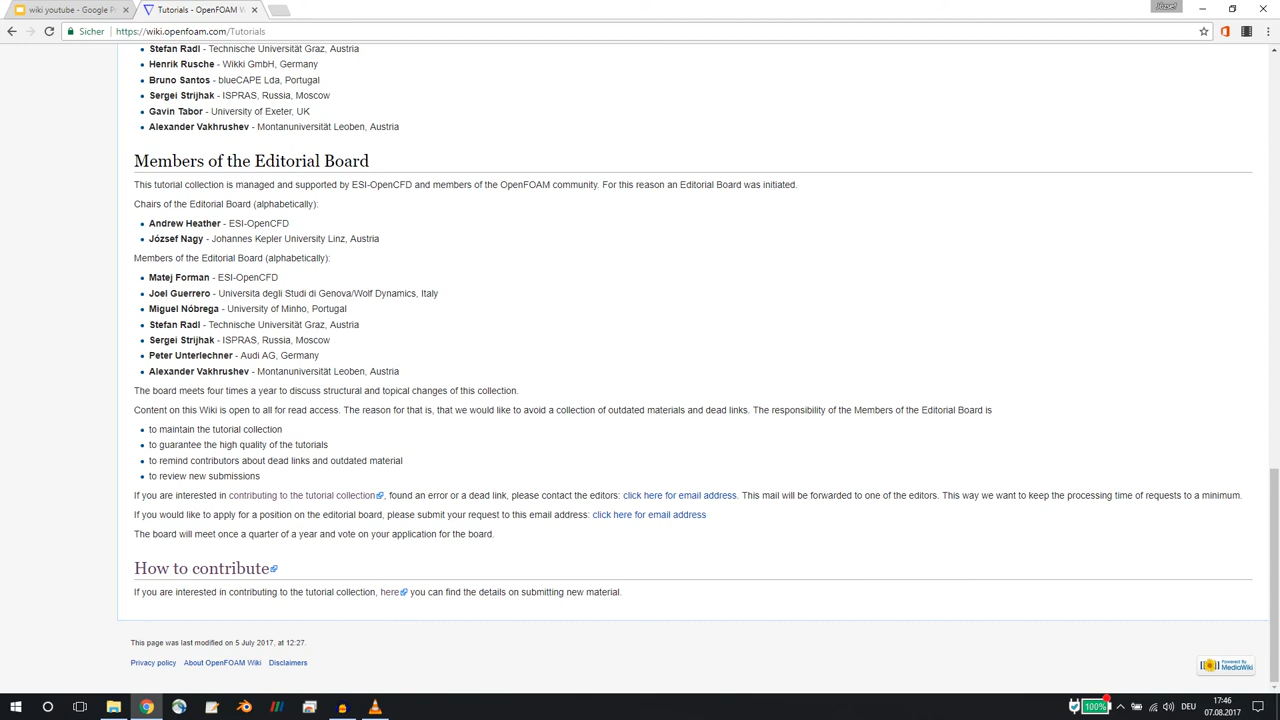 wiki youtube - Google P
Tutorials - OpenFOAM W
József
Sicher
https://wiki.openfoam.com/Tutorials
Stefan Radl - Technische Universität Graz, Austria
Henrik Rusche - Wikki GmbH, Germany
Bruno Santos - blueCAPE Lda, Portugal
Sergei Strijhak - ISPRAS, Russia, Moscow
Gavin Tabor - University of Exeter, UK
Alexander Vakhrushev - Montanuniversität Leoben, Austria
Members of the Editorial Board
This tutorial collection is managed and supported by ESI-OpenCFD and members of the OpenFOAM community. For this reason an Editorial Board was initiated.
Chairs of the Editorial Board (alphabetically):
Andrew Heather - ESI-OpenCFD
József Nagy - Johannes Kepler University Linz, Austria
Members of the Editorial Board (alphabetically):
Matej Forman - ESI-OpenCFD
Joel Guerrero - Universita degli Studi di Genova/Wolf Dynamics, Italy
Miguel Nóbrega - University of Minho, Portugal
Stefan Radl - Technische Universität Graz, Austria
Sergei Strijhak - ISPRAS, Russia, Moscow
Peter Unterlechner - Audi AG, Germany
Alexander Vakhrushev - Montanuniversität Leoben, Austria
The board meets four times a year to discuss structural and topical changes of this collection.
Content on this Wiki is open to all for read access. The reason for that is, that we would like to avoid a collection of outdated materials and dead links. The responsibility of the Members of the Editorial Board is
to maintain the tutorial collection
to guarantee the high quality of the tutorials
to remind contributors about dead links and outdated material
to review new submissions
If you are interested in contributing to the tutorial collection, found an error or a dead link, please contact the editors: click here for email address. This mail will be forwarded to one of the editors. This way we want to keep the processing time of requests to a minimum.
If you would like to apply for a position on the editorial board, please submit your request to this email address: click here for email address
The board will meet once a quarter of a year and vote on your application for the board.
How to contribute
If you are interested in contributing to the tutorial collection, here you can find the details on submitting new material.
This page was last modified on 5 July 2017, at 12:27.
Privacy policy About OpenFOAM Wiki Disclaimers
Powered By
MediaWiki
100%
DEU
17:46
07.08.2017